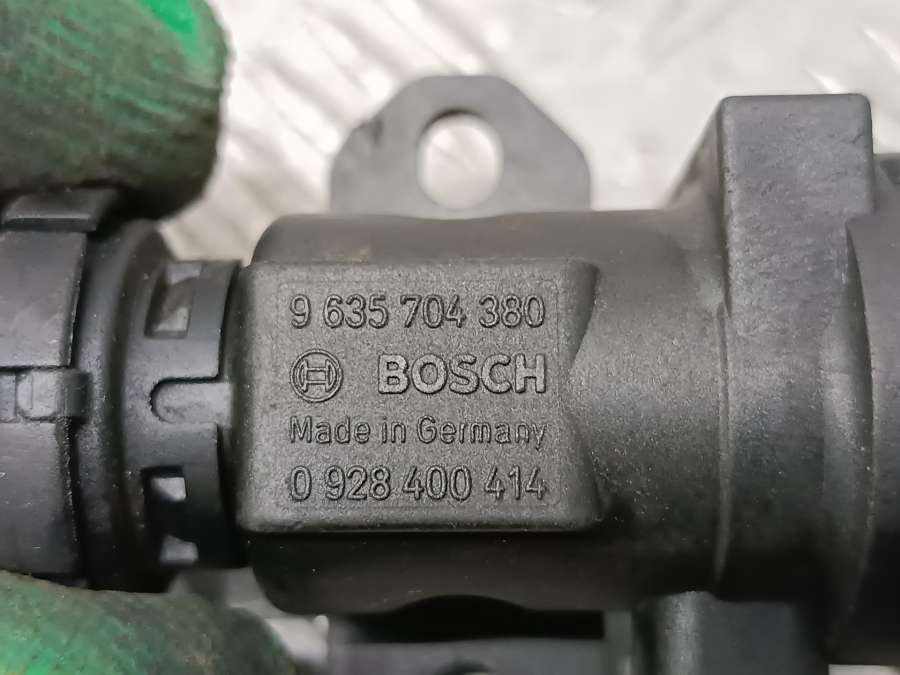 9 635 704 380
BOSCH
Made in Germany
0 928 400 414